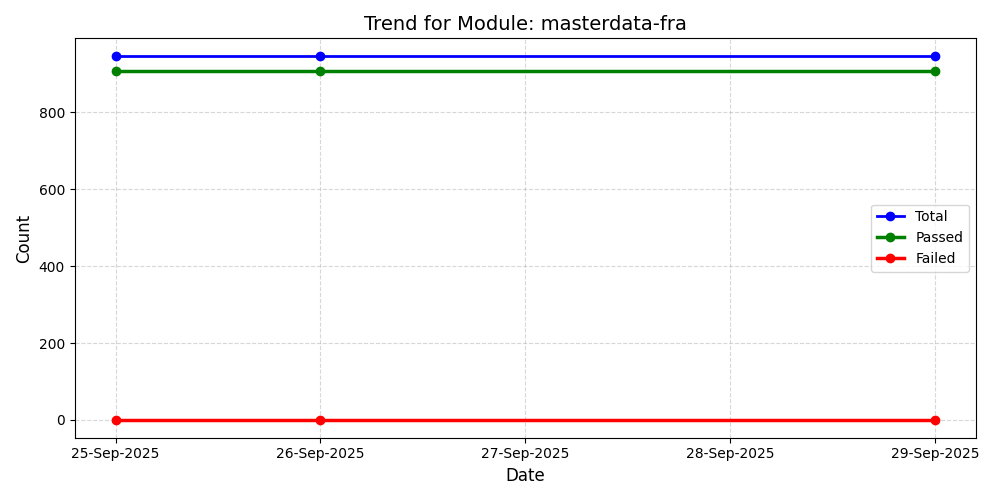 Trend for Module: masterdata-fra
Count
800
600
400
200
0
Total
Passed
Failed
25-Sep-2025
26-Sep-2025
27-Sep-2025
28-Sep-2025
29-Sep-2025
Date